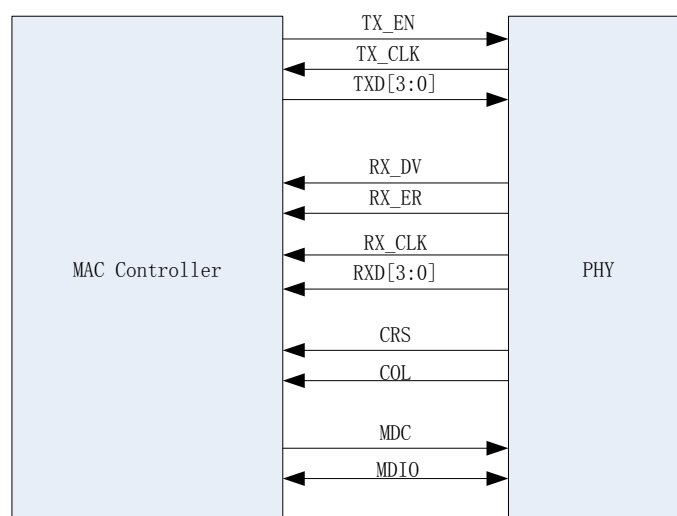 TX_EN
TX_CLK
TXD[3:0]
RX_DV
RX_ER
RX_CLK
MAC Controller
RXD[3:0]
PHY
CRS
COL
MDC
MDIO